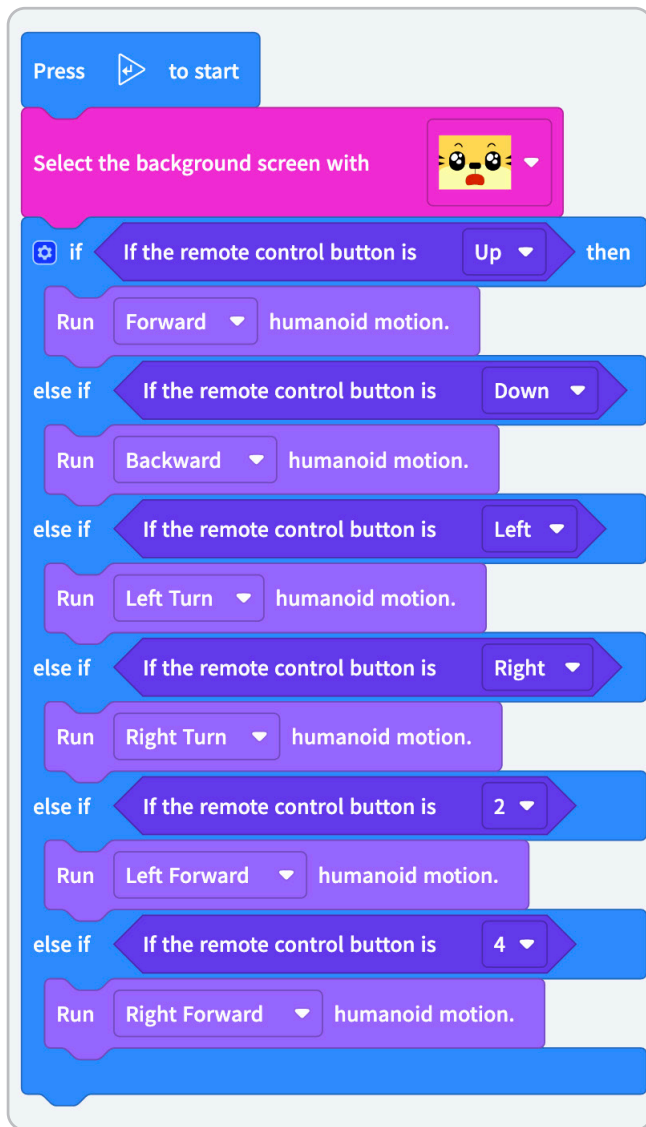 Press to start
Select the background screen with
if If the remote control button is Up then
Run Forward humanoid motion.
else if If the remote control button is Down
Run Backward humanoid motion.
else if If the remote control button is Left
Run Left Turn humanoid motion.
else if If the remote control button is Right
Run Right Turn humanoid motion.
else if If the remote control button is 2
Run Left Forward humanoid motion.
else if If the remote control button is 4
Run Right Forward humanoid motion.